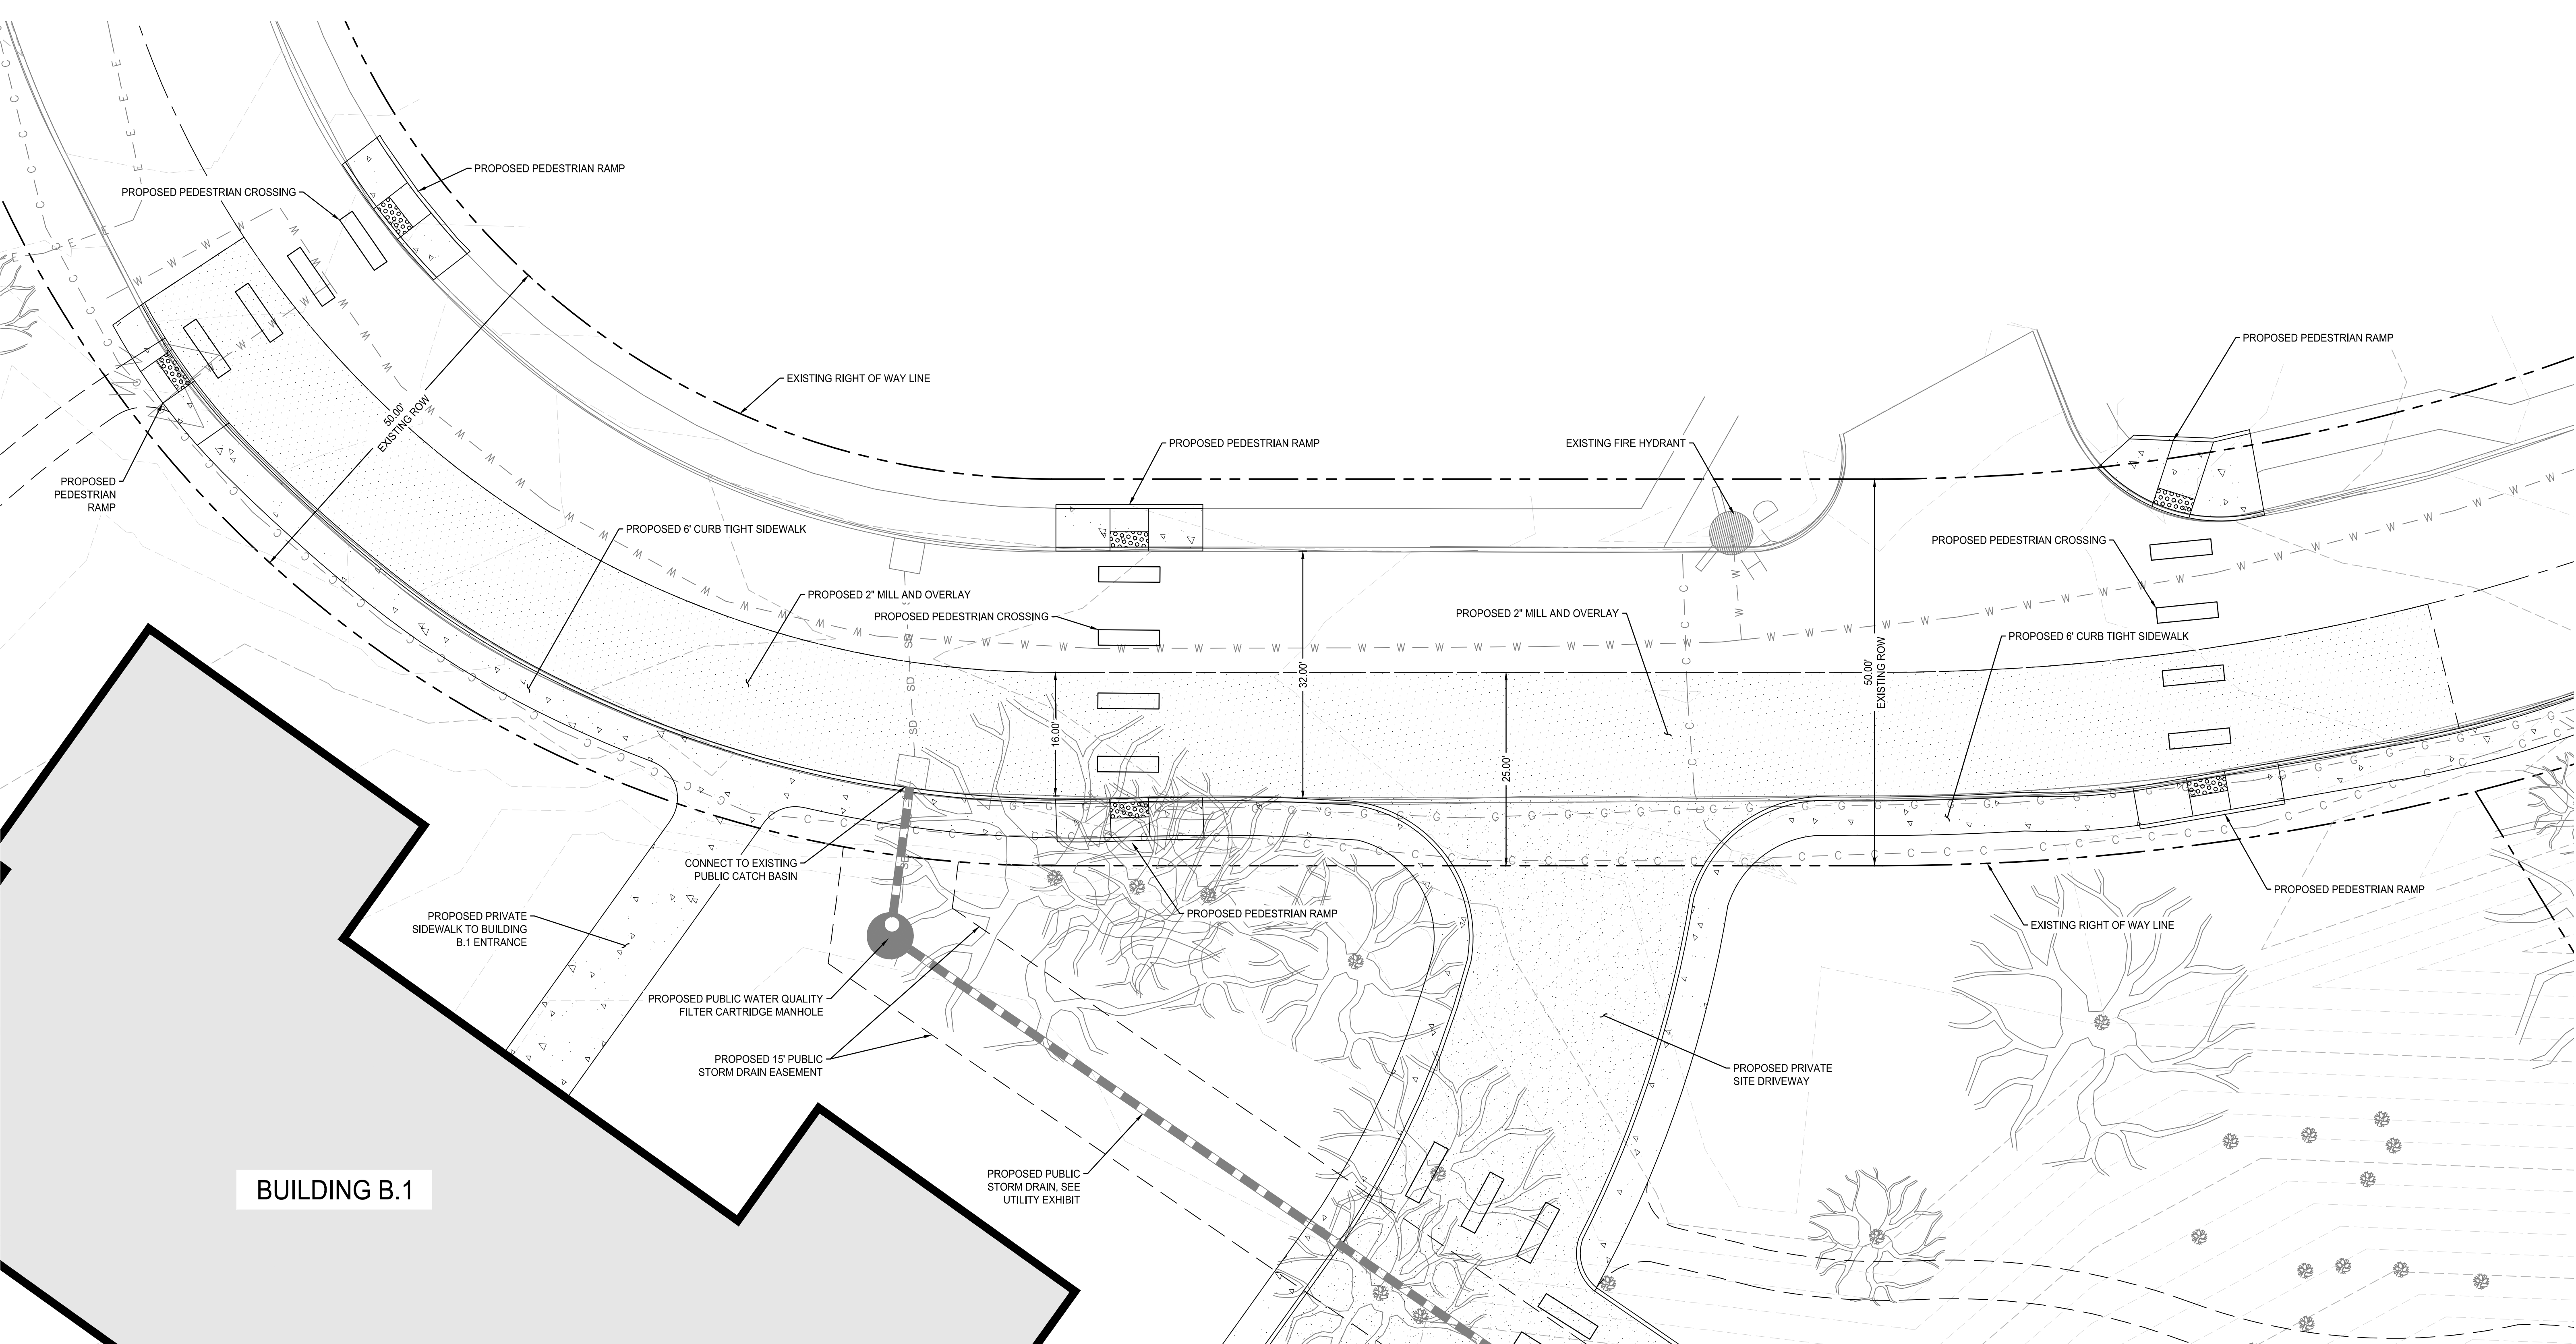 PROPOSED PEDESTRIAN RAMP
PROPOSED PEDESTRIAN CROSSING
PROPOSED PEDESTRIAN RAMP
EXISTING RIGHT OF WAY LINE
50.00'
EXISTING ROW
PROPOSED PEDESTRIAN RAMP
EXISTING FIRE HYDRANT
PROPOSED
PEDESTRIAN
RAMP
PROPOSED 6' CURB TIGHT SIDEWALK
PROPOSED PEDESTRIAN CROSSING
PROPOSED 2" MILL AND OVERLAY
PROPOSED PEDESTRIAN CROSSING
PROPOSED 2" MILL AND OVERLAY
PROPOSED 6' CURB TIGHT SIDEWALK
32.00'
50.00'
EXISTING ROW
16.00'
25.00'
CONNECT TO EXISTING
PUBLIC CATCH BASIN
PROPOSED PEDESTRIAN RAMP
PROPOSED PEDESTRIAN RAMP
PROPOSED PRIVATE
SIDEWALK TO BUILDING
B.1 ENTRANCE
EXISTING RIGHT OF WAY LINE
PROPOSED PUBLIC WATER QUALITY
FILTER CARTRIDGE MANHOLE
PROPOSED 15' PUBLIC
STORM DRAIN EASEMENT
PROPOSED PRIVATE
SITE DRIVEWAY
PROPOSED PUBLIC
STORM DRAIN, SEE
UTILITY EXHIBIT
BUILDING B.1